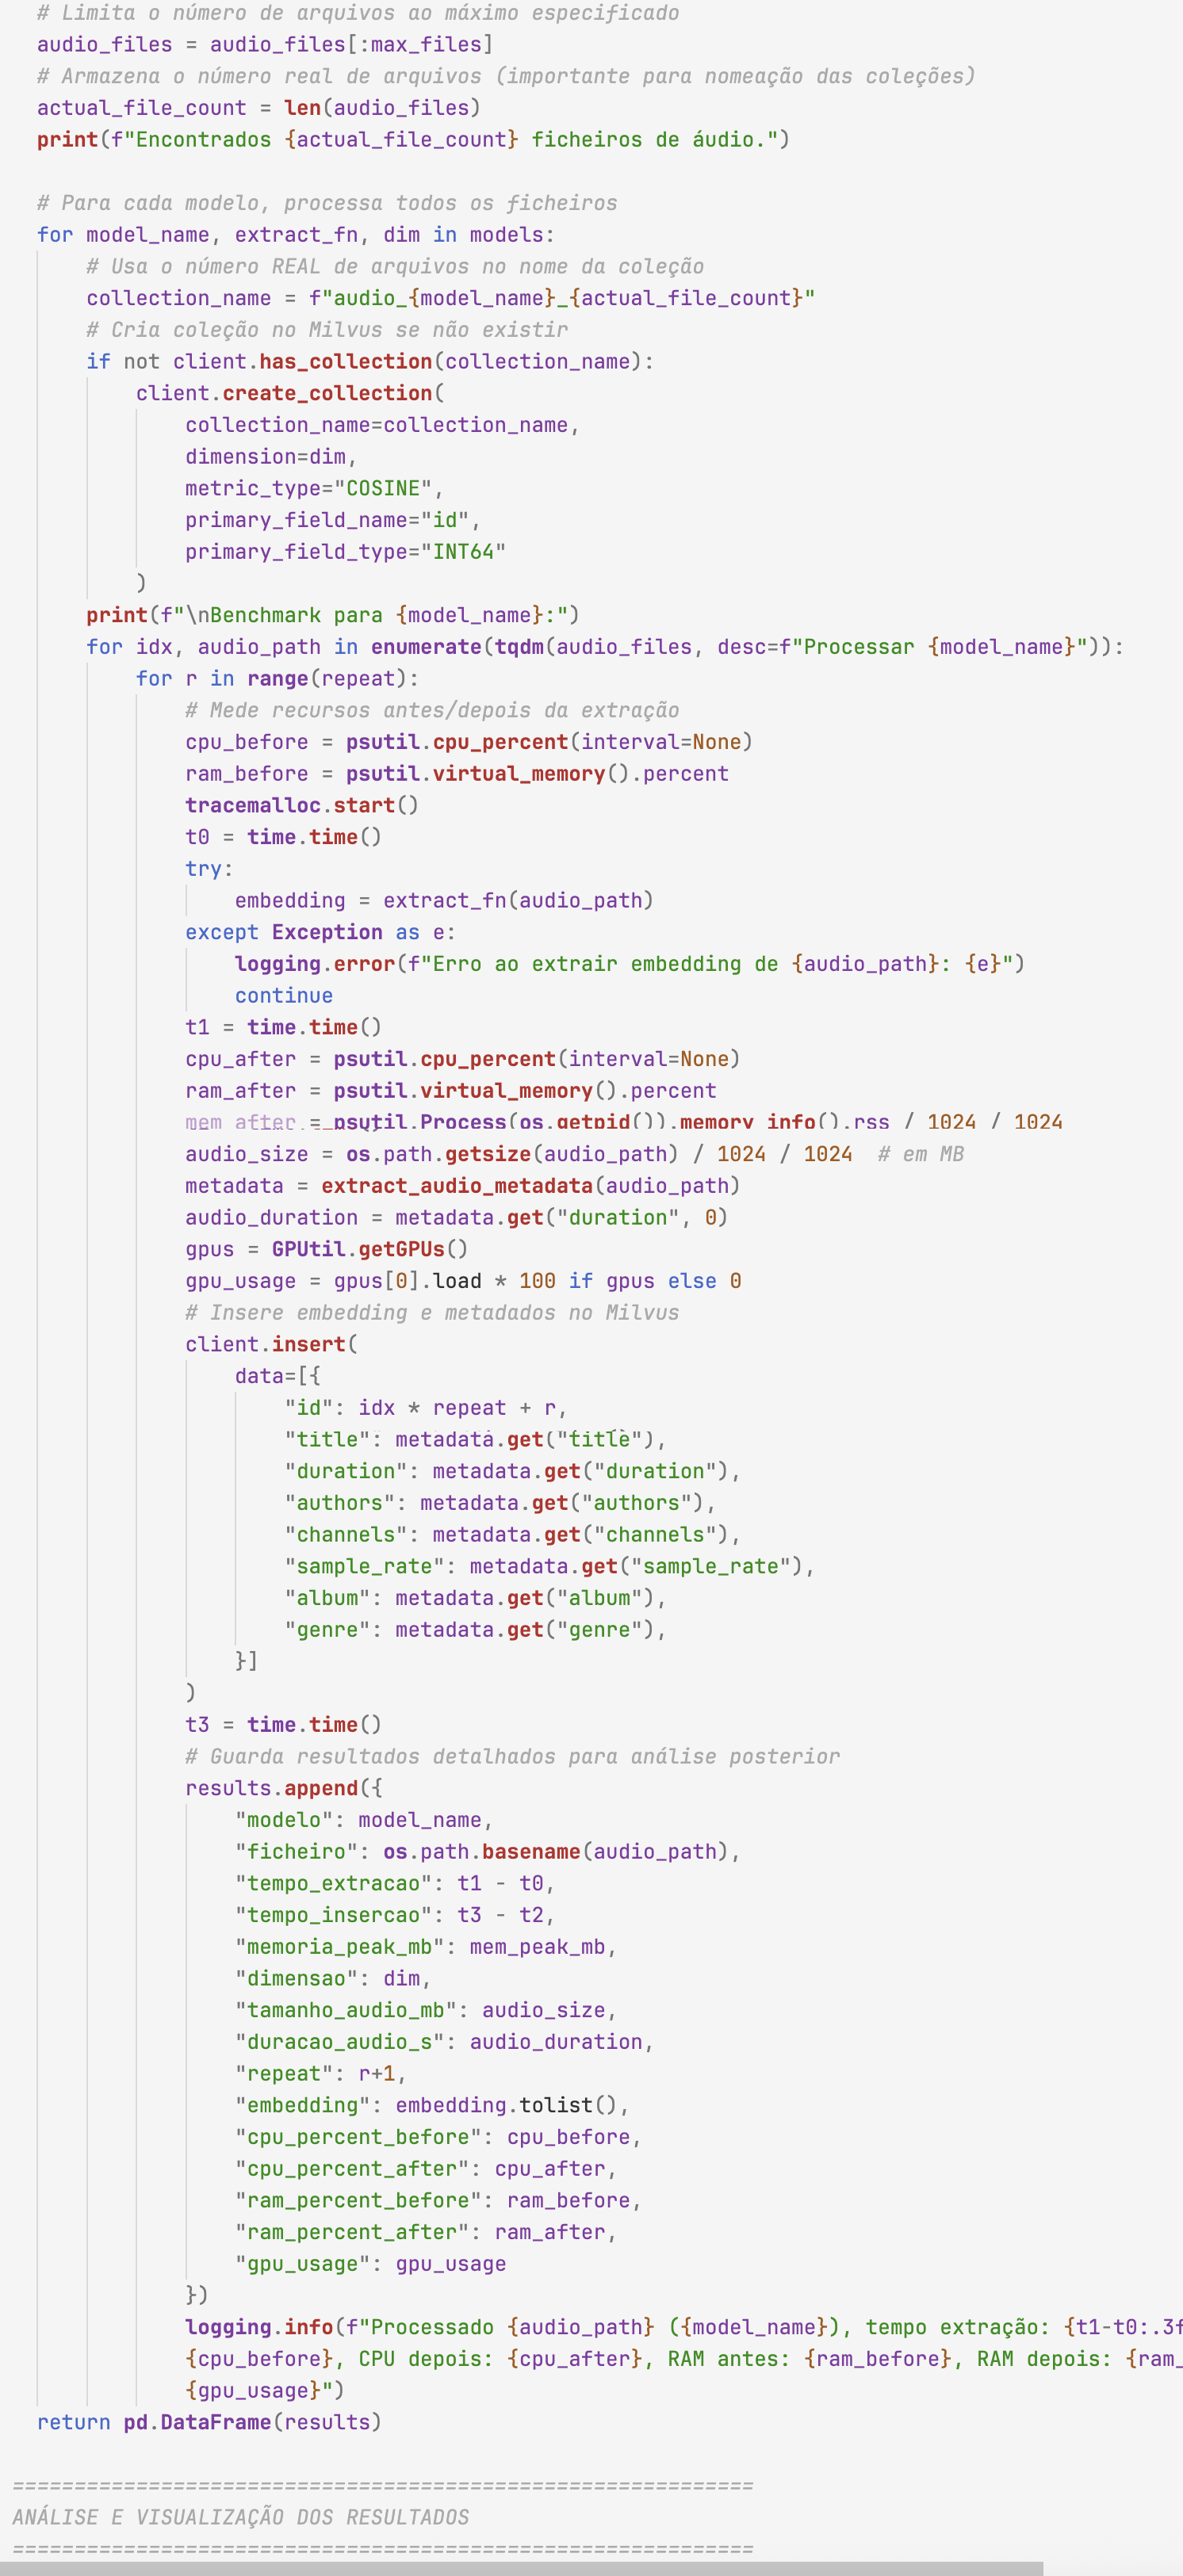 # Limita o número de arquivos ao máximo especificado
audio_files = audio_files[:max_files]
# Armazena o número real de arquivos (importante para nomeação das coleções)
actual_file_count = len(audio_files)
print(f"Encontrados {actual_file_count} ficheiros de áudio.")
# Para cada modelo, processa todos os ficheiros
for model_name, extract_fn, dim in models:
# Usa o número REAL de arquivos no nome da coleção
collection_name = f"audio_{model_name}_{actual_file_count}"
# Cria coleção no Milvus se não existir
if not client.has_collection(collection_name):
client.create_collection(
collection_name=collection_name,
dimension=dim,
metric_type="COSINE",
primary_field_name="id",
primary_field_type="INT64"
)
print(f"\nBenchmark para {model_name}:")
for idx, audio_path in enumerate(tqdm(audio_files, desc=f"Processar {model_name}")):
for r in range(repeat):
# Mede recursos antes/depois da extração
cpu_before = psutil.cpu_percent(interval=None)
ram_before = psutil.virtual_memory().percent
tracemalloc.start()
t0 = time.time()
try:
embedding = extract_fn(audio_path)
except Exception as e:
logging.error(f"Erro ao extrair embedding de {audio_path}: {e}")
continue
t1 = time.time()
cpu_after = psutil.cpu_percent(interval=None)
ram_after = psutil.virtual_memory().percent
mem_after = psutil.Process(os.getpid()).memory_info().rss / 1024 / 1024
audio_size = os.path.getsize(audio_path) / 1024 / 1024  # em MB
metadata = extract_audio_metadata(audio_path)
audio_duration = metadata.get("duration", 0)
gpus = GPUtil.getGPUs()
gpu_usage = gpus[0].load * 100 if gpus else 0
# Insere embedding e metadados no Milvus
client.insert(
data=[{
"id": idx * repeat + r,
"title": metadata.get("title"),
"duration": metadata.get("duration"),
"authors": metadata.get("authors"),
"channels": metadata.get("channels"),
"sample_rate": metadata.get("sample_rate"),
"album": metadata.get("album"),
"genre": metadata.get("genre"),
}]
)
t3 = time.time()
# Guarda resultados detalhados para análise posterior
results.append({
"modelo": model_name,
"ficheiro": os.path.basename(audio_path),
"tempo_extracao": t1 - t0,
"tempo_insercao": t3 - t2,
"memoria_peak_mb": mem_peak_mb,
"dimensao": dim,
"tamanho_audio_mb": audio_size,
"duracao_audio_s": audio_duration,
"repeat": r+1,
"embedding": embedding.tolist(),
"cpu_percent_before": cpu_before,
"cpu_percent_after": cpu_after,
"ram_percent_before": ram_before,
"ram_percent_after": ram_after,
"gpu_usage": gpu_usage
})
logging.info(f"Processado {audio_path} ({model_name}), tempo extração: {t1-t0:.3f
{cpu_before}, CPU depois: {cpu_after}, RAM antes: {ram_before}, RAM depois: {ram_
{gpu_usage}")
return pd.DataFrame(results)
============================================================
ANÁLISE E VISUALIZAÇÃO DOS RESULTADOS
============================================================